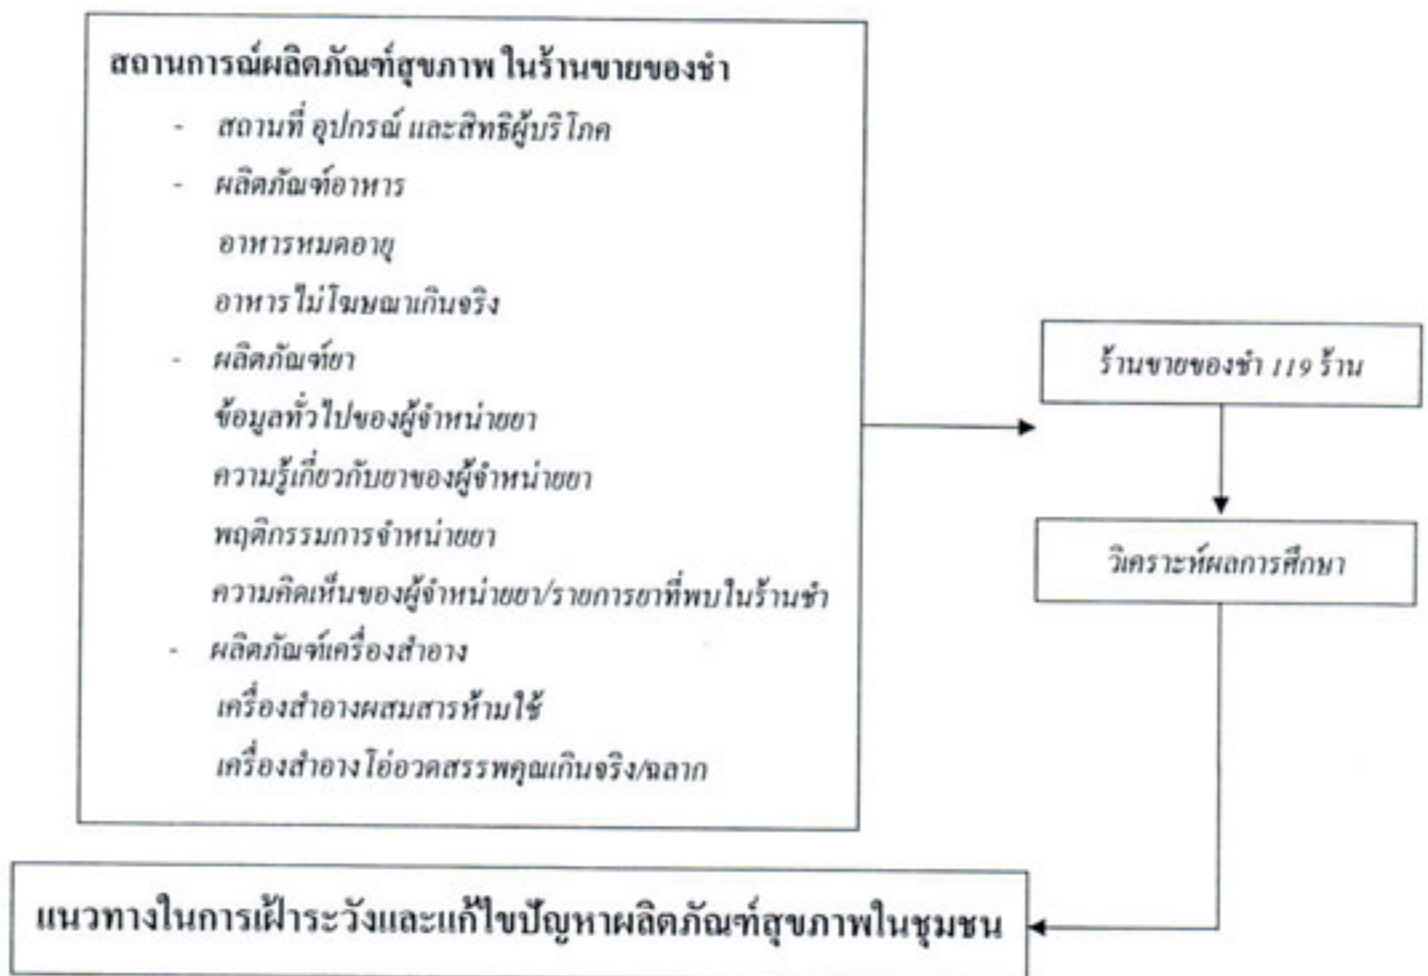 สถานการณ์ผลิตภัณฑ์สุขภาพ ในร้านขายของชำ
- สถานที่ อุปกรณ์ และสิทธิผู้บริโภค
- ผลิตภัณฑ์อาหาร
อาหารหมดอายุ
อาหารไม่โฆษณาเกินจริง
- ผลิตภัณฑ์ยา
ข้อมูลทั่วไปของผู้จำหน่ายยา
ความรู้เกี่ยวกับยาของผู้จำหน่ายยา
พฤติกรรมการจำหน่ายยา
ความคิดเห็นของผู้จำหน่ายยา/รายการยาที่พบในร้านชำ
- ผลิตภัณฑ์เครื่องสำอาง
เครื่องสำอางผสมสารห้ามใช้
เครื่องสำอางโอ่อวดสรรพคุณเกินจริง/ฉลาก
ร้านขายของชำ 119 ร้าน
วิเคราะห์ผลการศึกษา
แนวทางในการเฝ้าระวังและแก้ไขปัญหาผลิตภัณฑ์สุขภาพในชุมชน